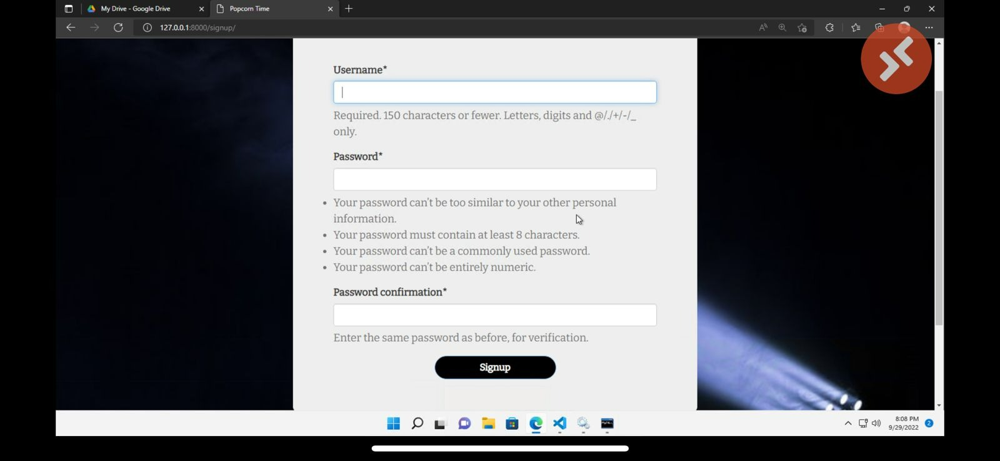 My Drive - Google Drive
Popcorn Time
127.0.0.1:8000/signup/
Username*
Required. 150 characters or fewer. Letters, digits and @/./+/-/_
only.
Password*
Your password can't be too similar to your other personal
information.
Your password must contain at least 8 characters.
Your password can't be a commonly used password.
Your password can't be entirely numeric.
Password confirmation*
Enter the same password as before, for verification.
Signup
8:08 PM
9/29/2022
2